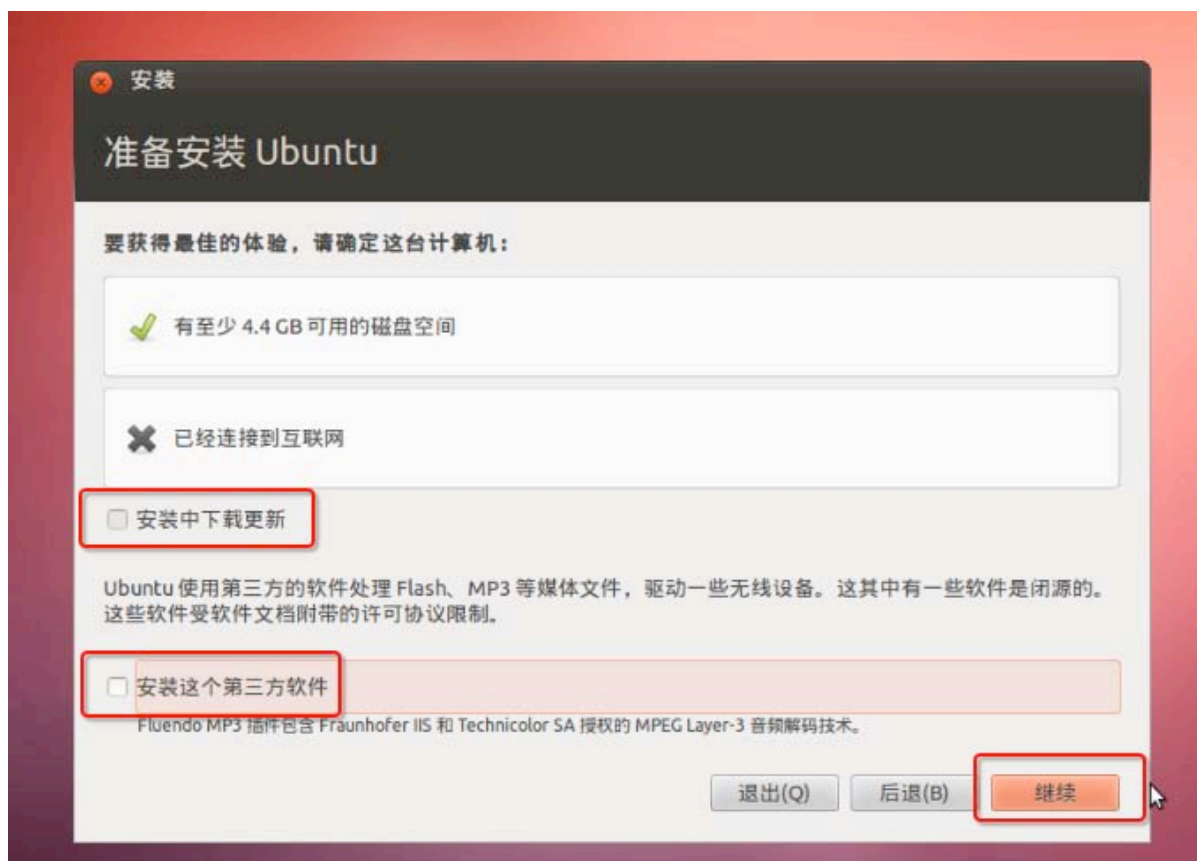 安装
准备安装 Ubuntu
要获得最佳的体验，请确定这台计算机：
有至少 4.4 GB 可用的磁盘空间
已经连接到互联网
安装中下载更新
Ubuntu 使用第三方的软件处理 Flash、MP3 等媒体文件，驱动一些无线设备。这其中有一些软件是闭源的。
这些软件受软件文档附带的许可协议限制。
安装这个第三方软件
Fluendo MP3 插件包含 Fraunhofer IIS 和 Technicolor SA 授权的 MPEG Layer-3 音频解码技术。
退出(Q) 后退(B) 继续